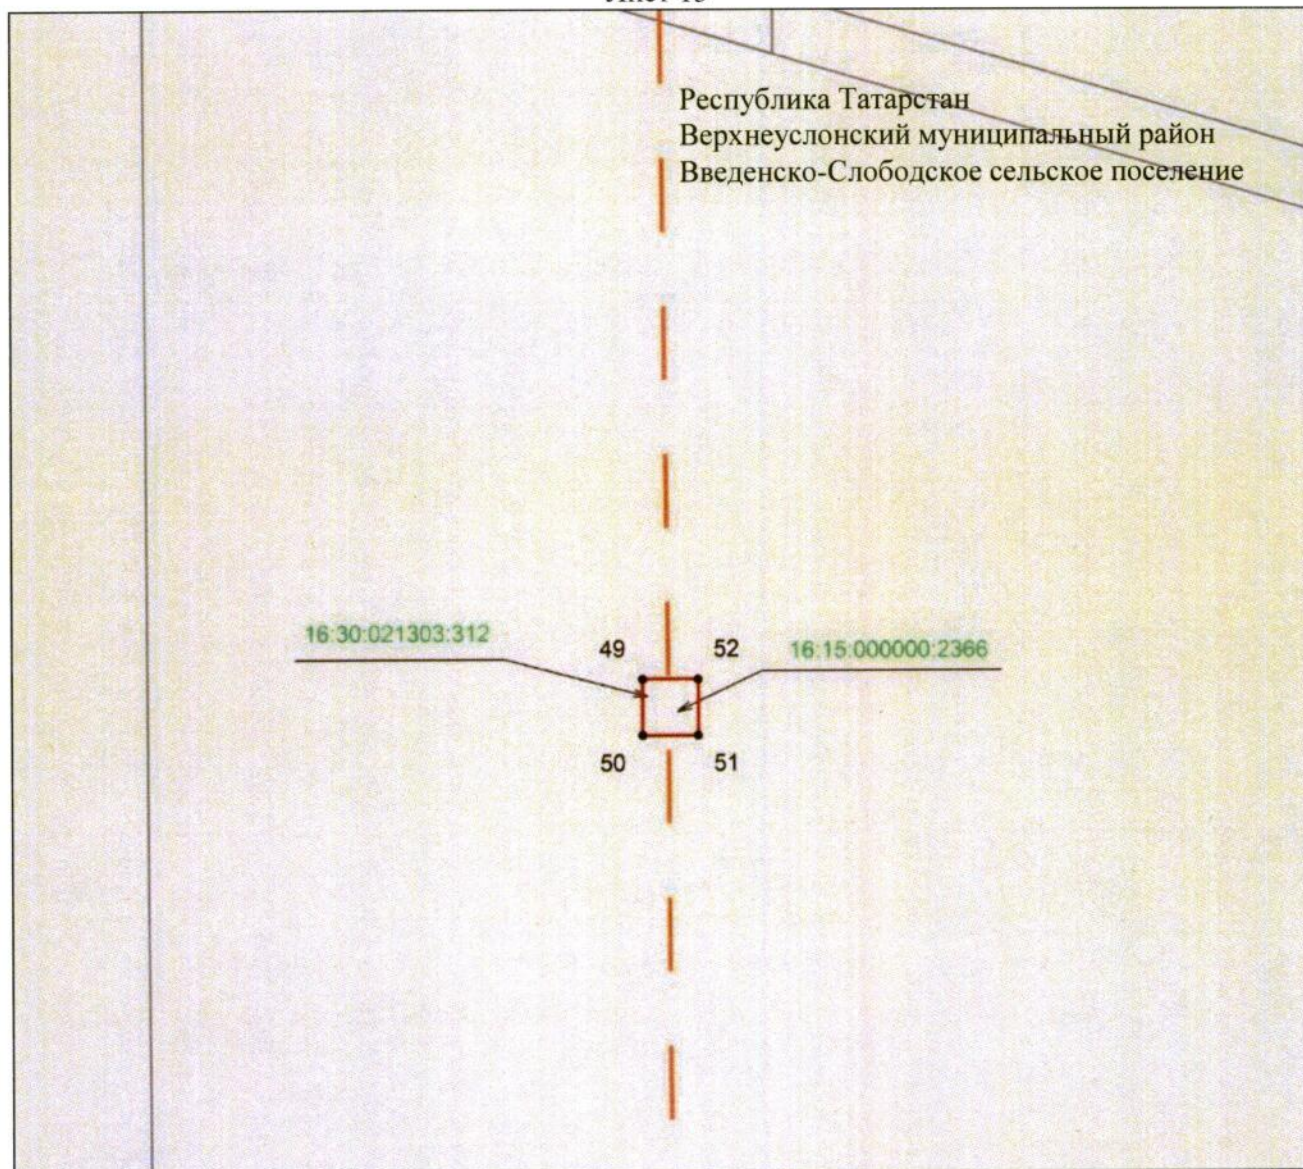 Республика Татарстан
Верхнеуслонский муниципальный район
Введенско-Слободское сельское поселение
16:30:021303:312
49
52
16:15:000000:2366
50
51